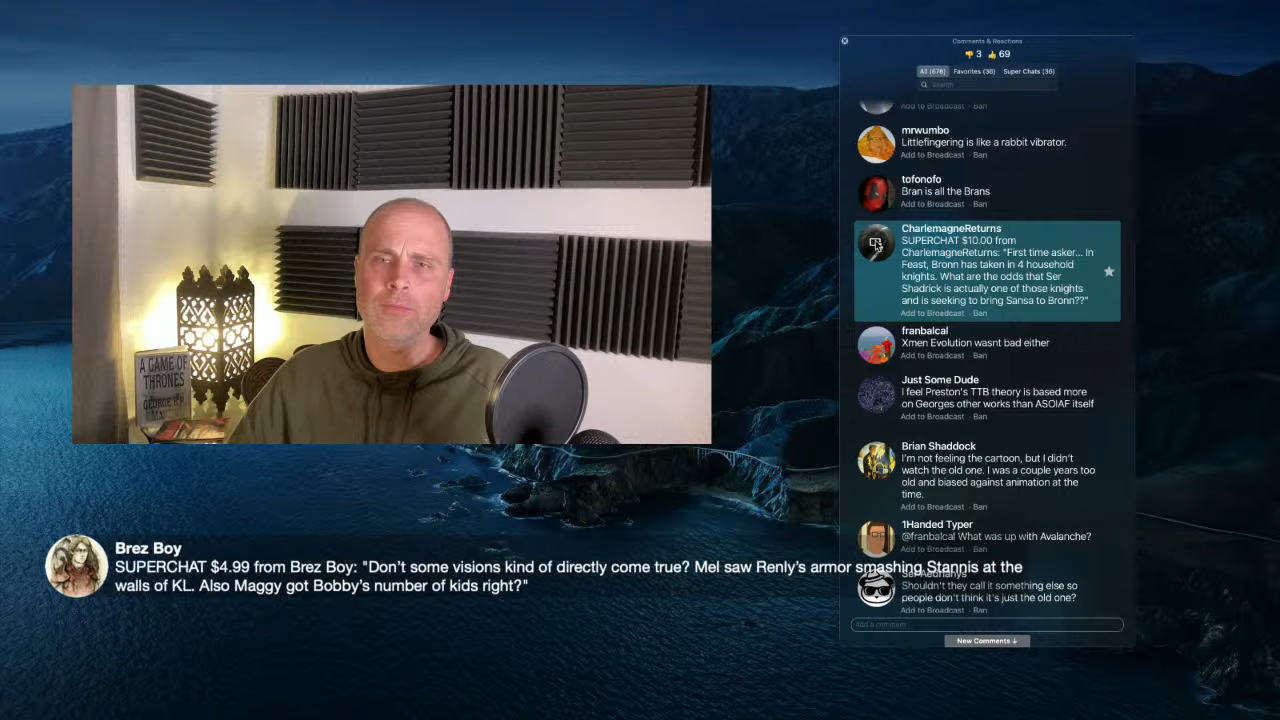 A GAME OF
THRONES
GEORGE R.R.
Brez Boy
SUPERCHAT $4.99 from Brez Boy: "Don't some visions kind of directly come true? Mel saw Renly's armor smashing Stannis at the
walls of KL. Also Maggy got Bobby's number of kids right?"
Comments & Reactions
👎 3 👍 69
All (678) Favorites (36) Super Chats (36)
Search
Add to Broadcast · Ban
mrwumbo
Littlefingering is like a rabbit vibrator.
Add to Broadcast · Ban
tofonofo
Bran is all the Brans
Add to Broadcast · Ban
CharlemagneReturns
SUPERCHAT $10.00 from
CharlemagneReturns: "First time asker... In
Feast, Bronn has taken in 4 household
knights. What are the odds that Ser
Shadrick is actually one of those knights
and is seeking to bring Sansa to Bronn??"
Add to Broadcast · Ban
franbalcal
Xmen Evolution wasnt bad either
Add to Broadcast · Ban
Just Some Dude
I feel Preston's TTB theory is based more
on Georges other works than ASOIAF itself
Add to Broadcast · Ban
Brian Shaddock
I'm not feeling the cartoon, but I didn't
watch the old one. I was a couple years too
old and biased against animation at the
time.
Add to Broadcast · Ban
1Handed Typer
@franbalcal What was up with Avalanche?
Add to Broadcast · Ban
Shouldn't they call it something else so
people don't think it's just the old one?
Add to Broadcast · Ban
Add a comment
New Comments ↓